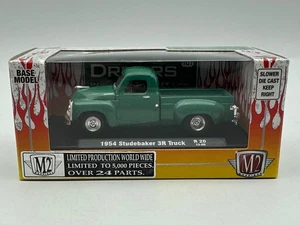 BASE MODEL
DRIVERS
SLOWER
DIE CAST
KEEP
RIGHT
1954 Studebaker 3R Truck
M2
LIMITED PRODUCTION WORLD WIDE
LIMITED TO 5,000 PIECES.
OVER 24 PARTS.
M2